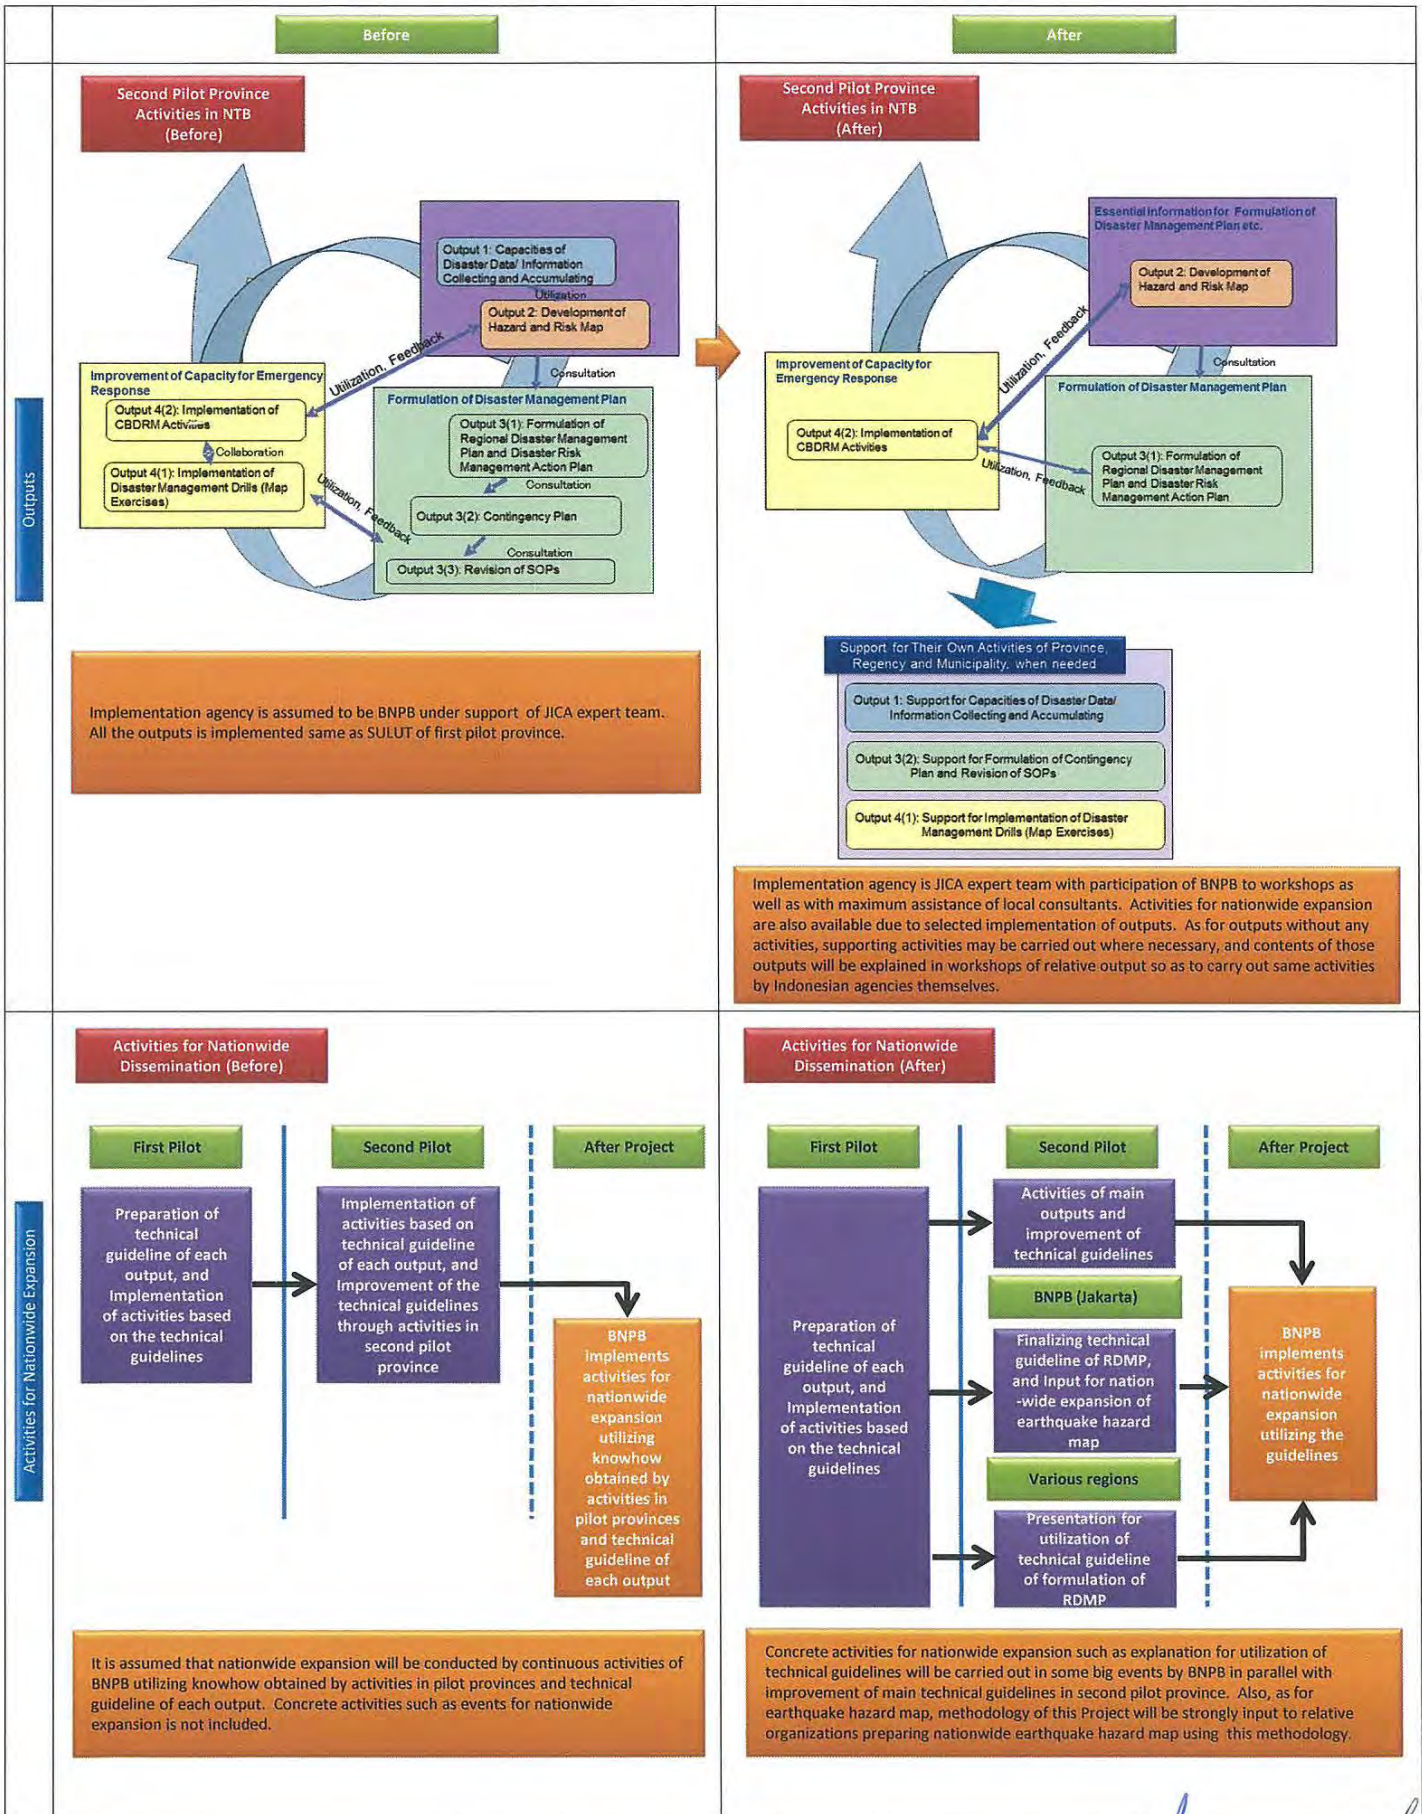 Before
After
Outputs
Second Pilot Province
Activities in NTB
(Before)
Output 1: Capacities of
Disaster Data/ Information
Collecting and Accumulating
Utilization
Output 2: Development of
Hazard and Risk Map
Utilization, Feedback
Consultation
Improvement of Capacity for Emergency
Response
Output 4(2): Implementation of
CBDRM Activities
Collaboration
Output 4(1): Implementation of
Disaster Management Drills (Map
Exercises)
Utilization, Feedback
Formulation of Disaster Management Plan
Output 3(1): Formulation of
Regional Disaster Management
Plan and Disaster Risk
Management Action Plan
Consultation
Output 3(2): Contingency Plan
Consultation
Output 3(3): Revision of SOPs
Implementation agency is assumed to be BNPB under support of JICA expert team.
All the outputs is implemented same as SULUT of first pilot province.
Second Pilot Province
Activities in NTB
(After)
Essential Information for Formulation of
Disaster Management Plan etc.
Output 2: Development of
Hazard and Risk Map
Utilization, Feedback
Consultation
Improvement of Capacity for
Emergency Response
Output 4(2): Implementation of
CBDRM Activities
Utilization, Feedback
Formulation of Disaster Management Plan
Output 3(1): Formulation of
Regional Disaster Management
Plan and Disaster Risk
Management Action Plan
Support for Their Own Activities of Province,
Regency and Municipality, when needed
Output 1: Support for Capacities of Disaster Data/
Information Collecting and Accumulating
Output 3(2): Support for Formulation of Contingency
Plan and Revision of SOPs
Output 4(1): Support for Implementation of Disaster
Management Drills (Map Exercises)
Implementation agency is JICA expert team with participation of BNPB to workshops as
well as with maximum assistance of local consultants. Activities for nationwide expansion
are also available due to selected implementation of outputs. As for outputs without any
activities, supporting activities may be carried out where necessary, and contents of those
outputs will be explained in workshops of relative output so as to carry out same activities
by Indonesian agencies themselves.
Activities for Nationwide Expansion
Activities for Nationwide
Dissemination (Before)
First Pilot
Second Pilot
After Project
Preparation of
technical
guideline of each
output, and
Implementation
of activities based
on the technical
guidelines
Implementation of
activities based on
technical guideline
of each output, and
Improvement of the
technical guidelines
through activities in
second pilot
province
BNPB
implements
activities for
nationwide
expansion
utilizing
knowhow
obtained by
activities in
pilot provinces
and technical
guideline of
each output
It is assumed that nationwide expansion will be conducted by continuous activities of
BNPB utilizing knowhow obtained by activities in pilot provinces and technical
guideline of each output. Concrete activities such as events for nationwide
expansion is not included.
Activities for Nationwide
Dissemination (After)
First Pilot
Second Pilot
After Project
Preparation of
technical
guideline of each
output, and
Implementation
of activities based
on the technical
guidelines
Activities of main
outputs and
improvement of
technical guidelines
BNPB (Jakarta)
Finalizing technical
guideline of RDMP,
and Input for nation
-wide expansion of
earthquake hazard
map
Various regions
Presentation for
utilization of
technical guideline
of formulation of
RDMP
BNPB
implements
activities for
nationwide
expansion
utilizing the
guidelines
Concrete activities for nationwide expansion such as explanation for utilization of
technical guidelines will be carried out in some big events by BNPB in parallel with
improvement of main technical guidelines in second pilot province. Also, as for
earthquake hazard map, methodology of this Project will be strongly input to relative
organizations preparing nationwide earthquake hazard map using this methodology.